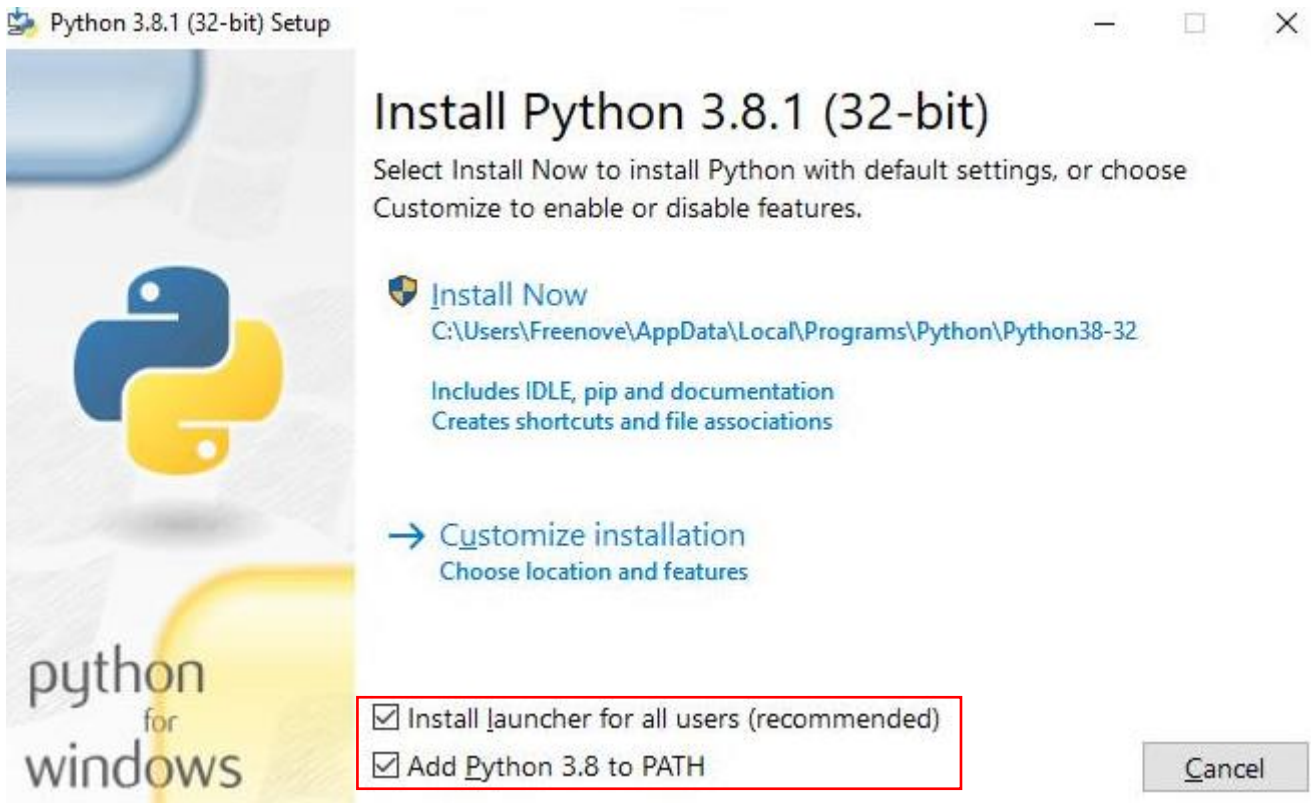 Python 3.8.1 (32-bit) Setup
Install Python 3.8.1 (32-bit)
Select Install Now to install Python with default settings, or choose
Customize to enable or disable features.
Install Now
C:\Users\Freenove\AppData\Local\Programs\Python\Python38-32
Includes IDLE, pip and documentation
Creates shortcuts and file associations
Customize installation
Choose location and features
python
for
windows
Install launcher for all users (recommended)
Add Python 3.8 to PATH
Cancel